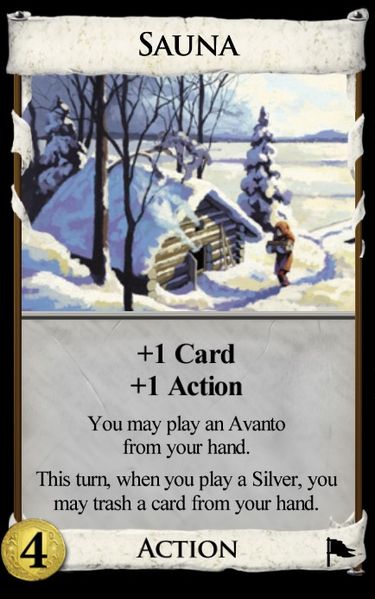 SAUNA
+1 Card
+1 Action
You may play an Avanto
from your hand.
This turn, when you play a Silver, you
may trash a card from your hand.
4
ACTION